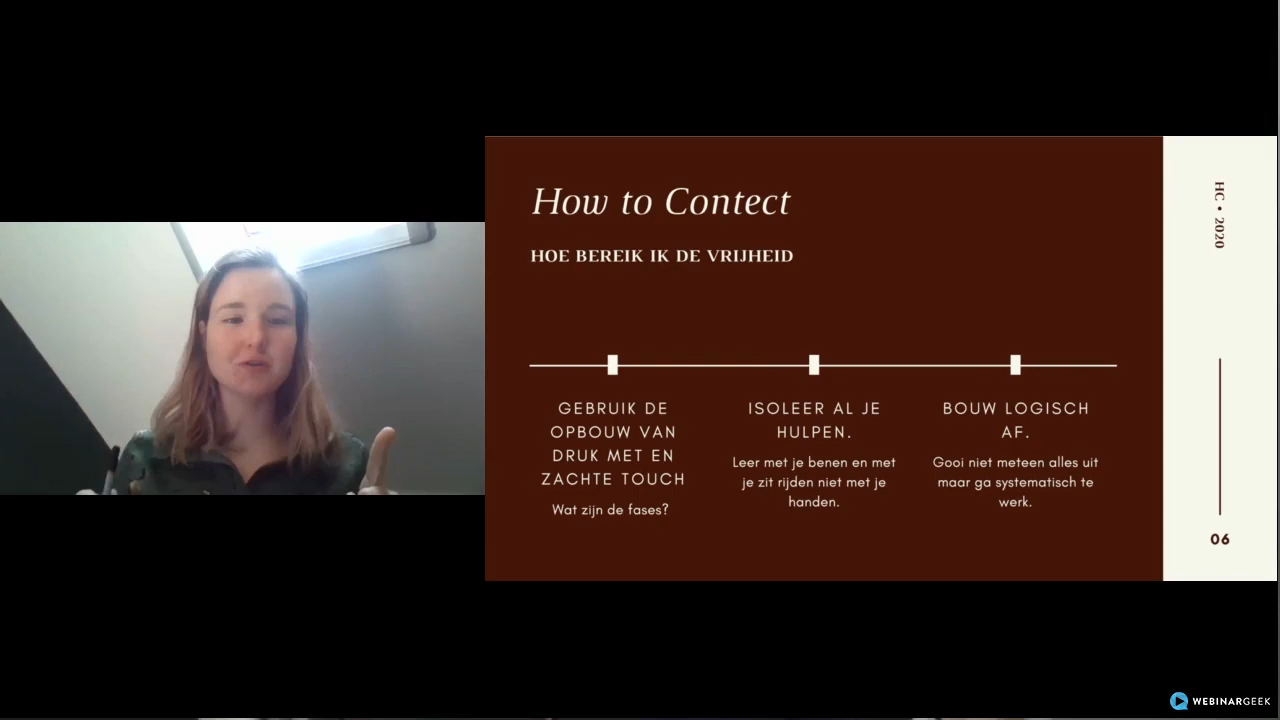 How to Contect
HOE BEREIK IK DE VRIJHEID
GEBRUIK DE
OPBOUW VAN
DRUK MET EN
ZACHTE TOUCH
Wat zijn de fases?
ISOLEER AL JE
HULPEN.
Leer met je benen en met
je zit rijden niet met je
handen.
BOUW LOGISCH
AF.
Gooi niet meteen alles uit
maar ga systematisch te
werk.
HC • 2020
06
WEBINARGEEK